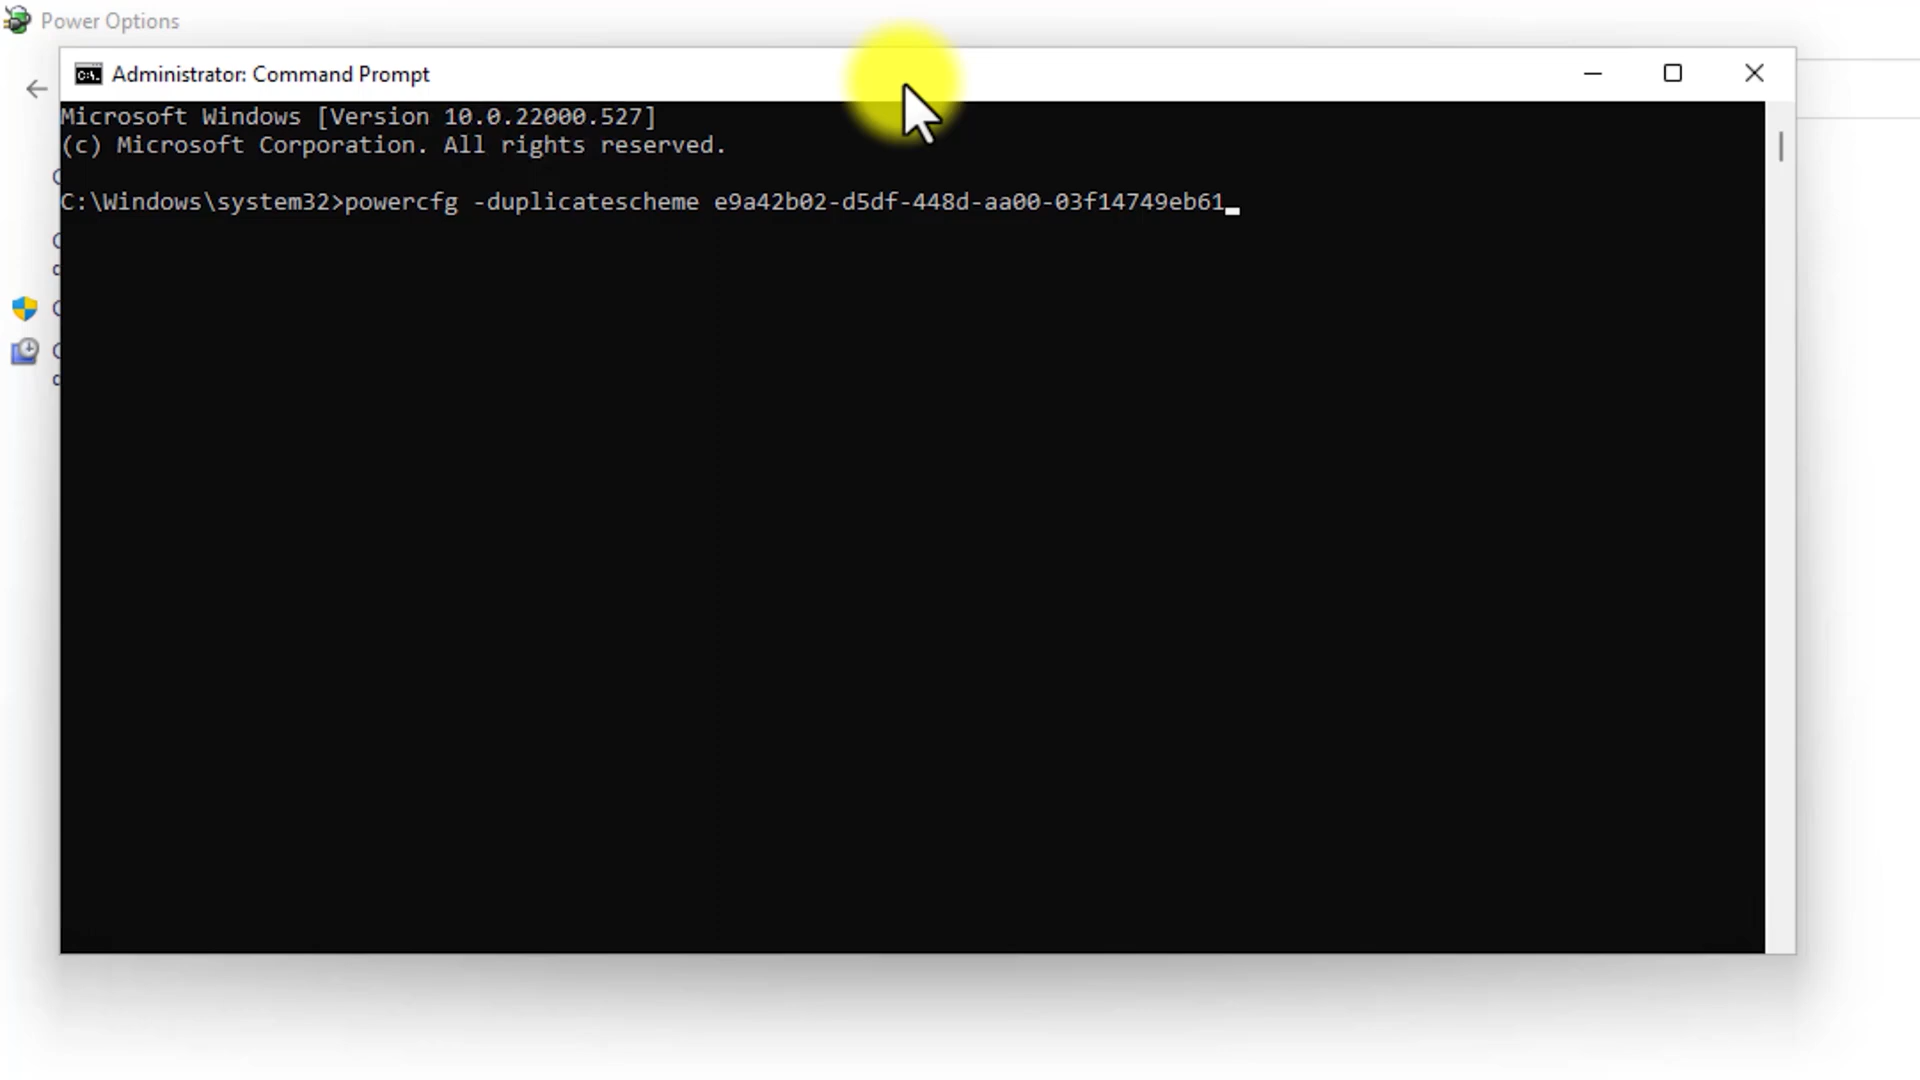 Power Options
Administrator: Command Prompt
Microsoft Windows [Version 10.0.22000.527]
(c) Microsoft Corporation. All rights reserved.
C:\Windows\system32>powercfg -duplicatescheme e9a42b02-d5df-448d-aa00-03f14749eb61